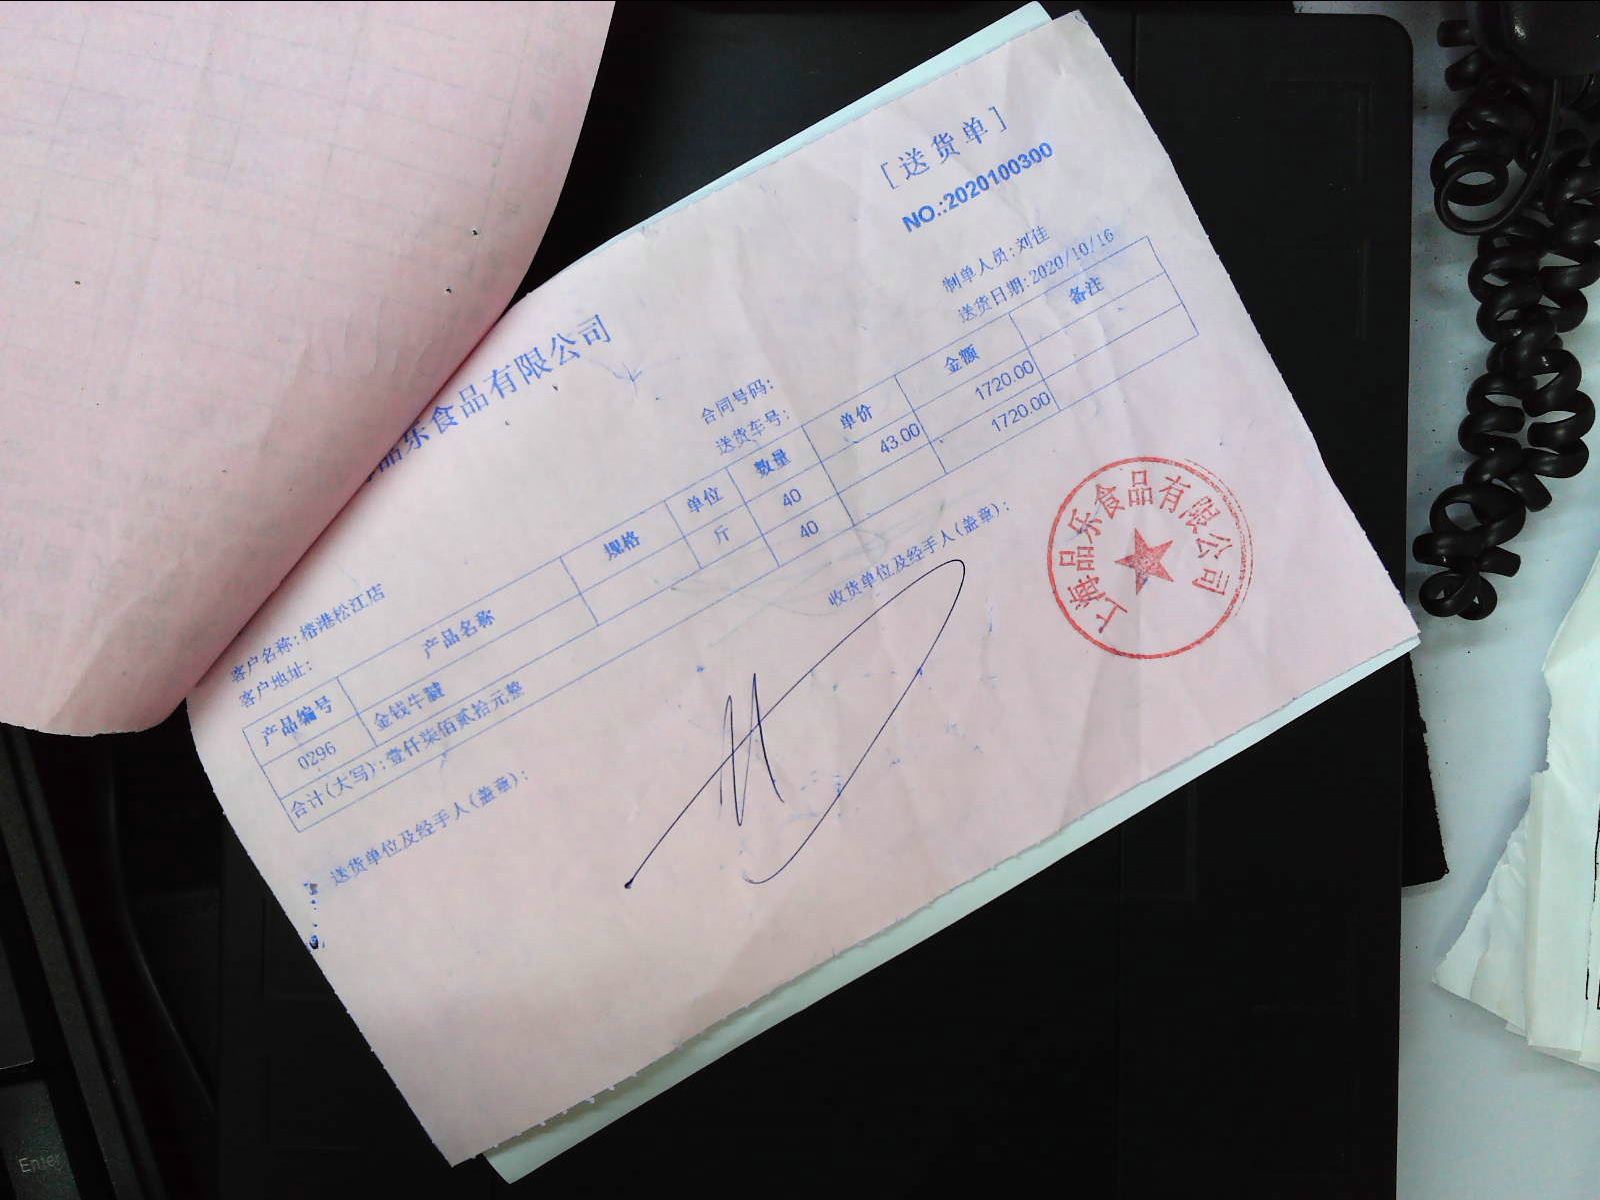 [送货单]
NO.:2020100300
品乐食品有限公司
制单人员:刘佳
合同号码:
送货日期:2020/10/16
送货车号:
客户名称:榕港松江店
客户地址:
产品编号 产品名称 规格 单位 数量 单价 金额 备注
0296 金钱牛腱 斤 40 43.00 1720.00
合计(大写):壹仟柒佰贰拾元整 40 1720.00
送货单位及经手人(盖章): 收货单位及经手人(盖章):
上海品乐食品有限公司
Enter